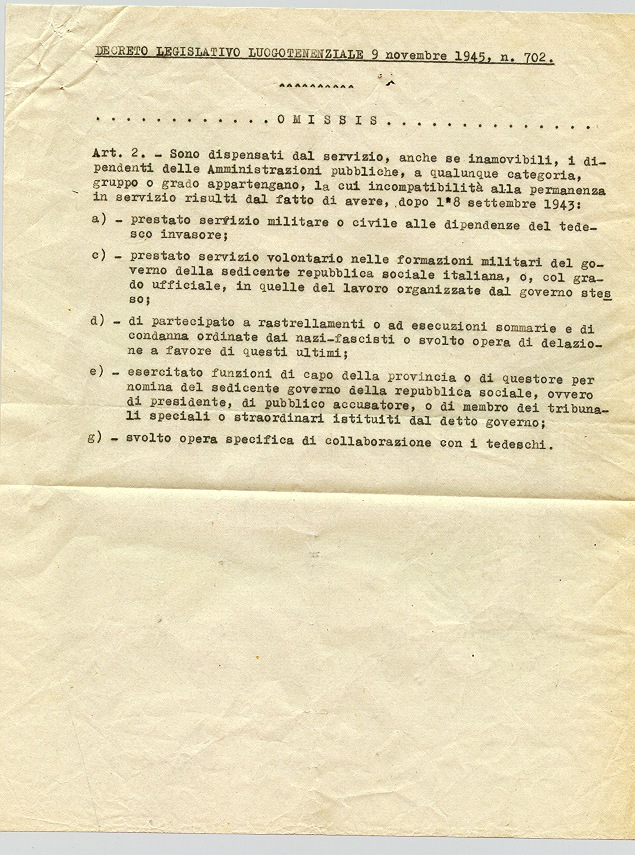 DECRETO LEGISLATIVO LUOGOTENENZIALE 9 novembre 1945, n. 702.
^^^^^^^^^^
. . . . . . . . . . . . O M I S S I S . . . . . . . . . . . . . .
Art. 2. - Sono dispensati dal servizio, anche se inamovibili, i di-
pendenti delle Amministrazioni pubbliche, a qualunque categoria,
gruppo o grado appartengano, la cui incompatibilità alla permanenza
in servizio risulti dal fatto di avere, dopo l'8 settembre 1943:
a) - prestato servizio militare o civile alle dipendenze del tede-
sco invasore;
c) - prestato servizio volontario nelle formazioni militari del go-
verno della sedicente repubblica sociale italiana, o, col gra-
do ufficiale, in quelle del lavoro organizzate dal governo stes
so;
d) - di partecipato a rastrellamenti o ad esecuzioni sommarie e di
condanna ordinate dai nazi-fascisti o svolto opera di delazio-
ne a favore di questi ultimi;
e) - esercitato funzioni di capo della provincia o di questore per
nomina del sedicente governo della repubblica sociale, ovvero
di presidente, di pubblico accusatore, o di membro dei tribuna-
li speciali o straordinari istituiti dal detto governo;
g) - svolto opera specifica di collaborazione con i tedeschi.